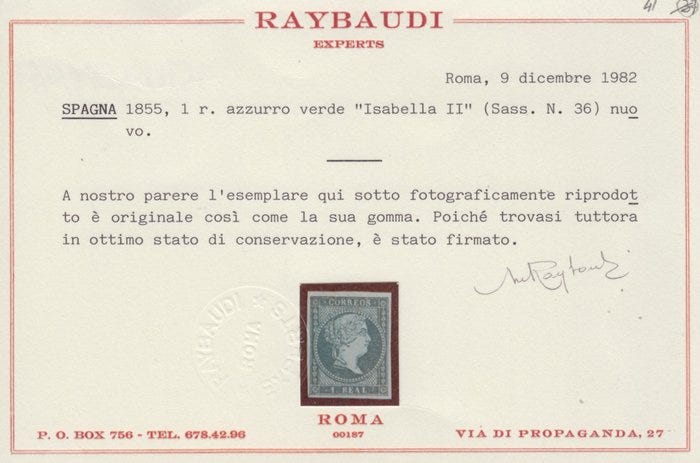 41
RAYBAUDI
EXPERTS
Roma, 9 dicembre 1982
SPAGNA 1855, 1 r. azzurro verde "Isabella II" (Sass. N. 36) nuo
vo.
A nostro parere l'esemplare qui sotto fotograficamente riprodot
to è originale così come la sua gomma. Poiché trovasi tuttora
in ottimo stato di conservazione, è stato firmato.
RAYBAUDI
ROMA
CORREOS
1 REAL
ROMA
00187
P. O. BOX 756 - TEL. 678.42.96
VIA DI PROPAGANDA, 27